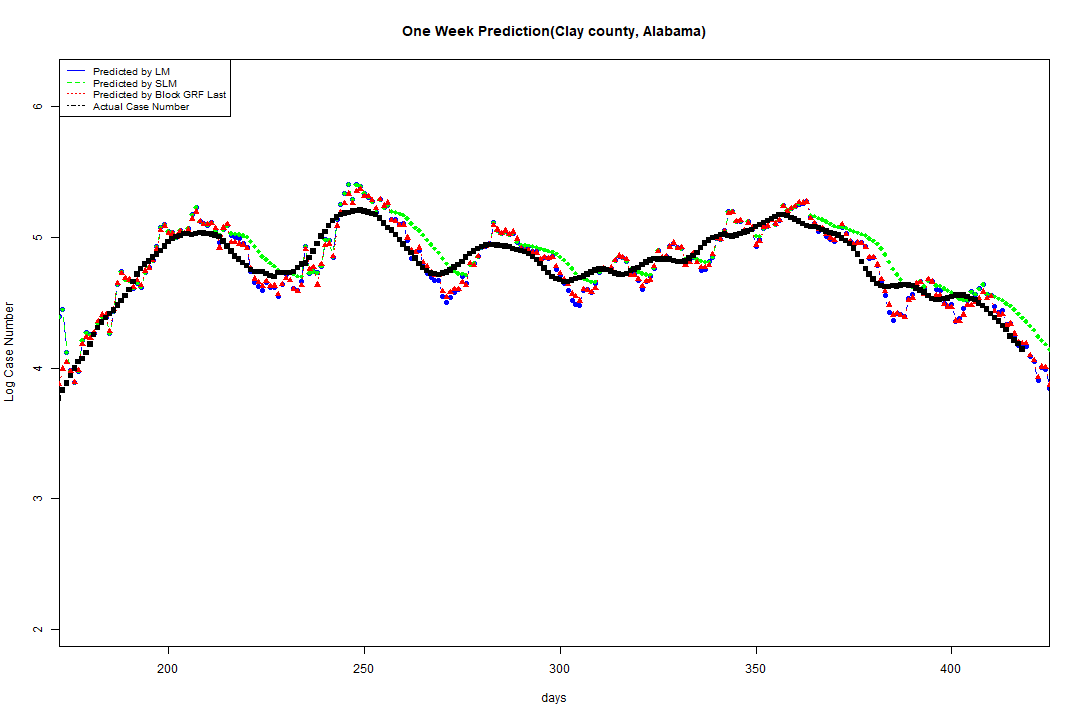 One Week Prediction(Clay county, Alabama)
Predicted by LM
Predicted by SLM
Predicted by Block GRF Last
Actual Case Number
6
5
4
3
2
Log Case Number
200
250
300
350
400
days